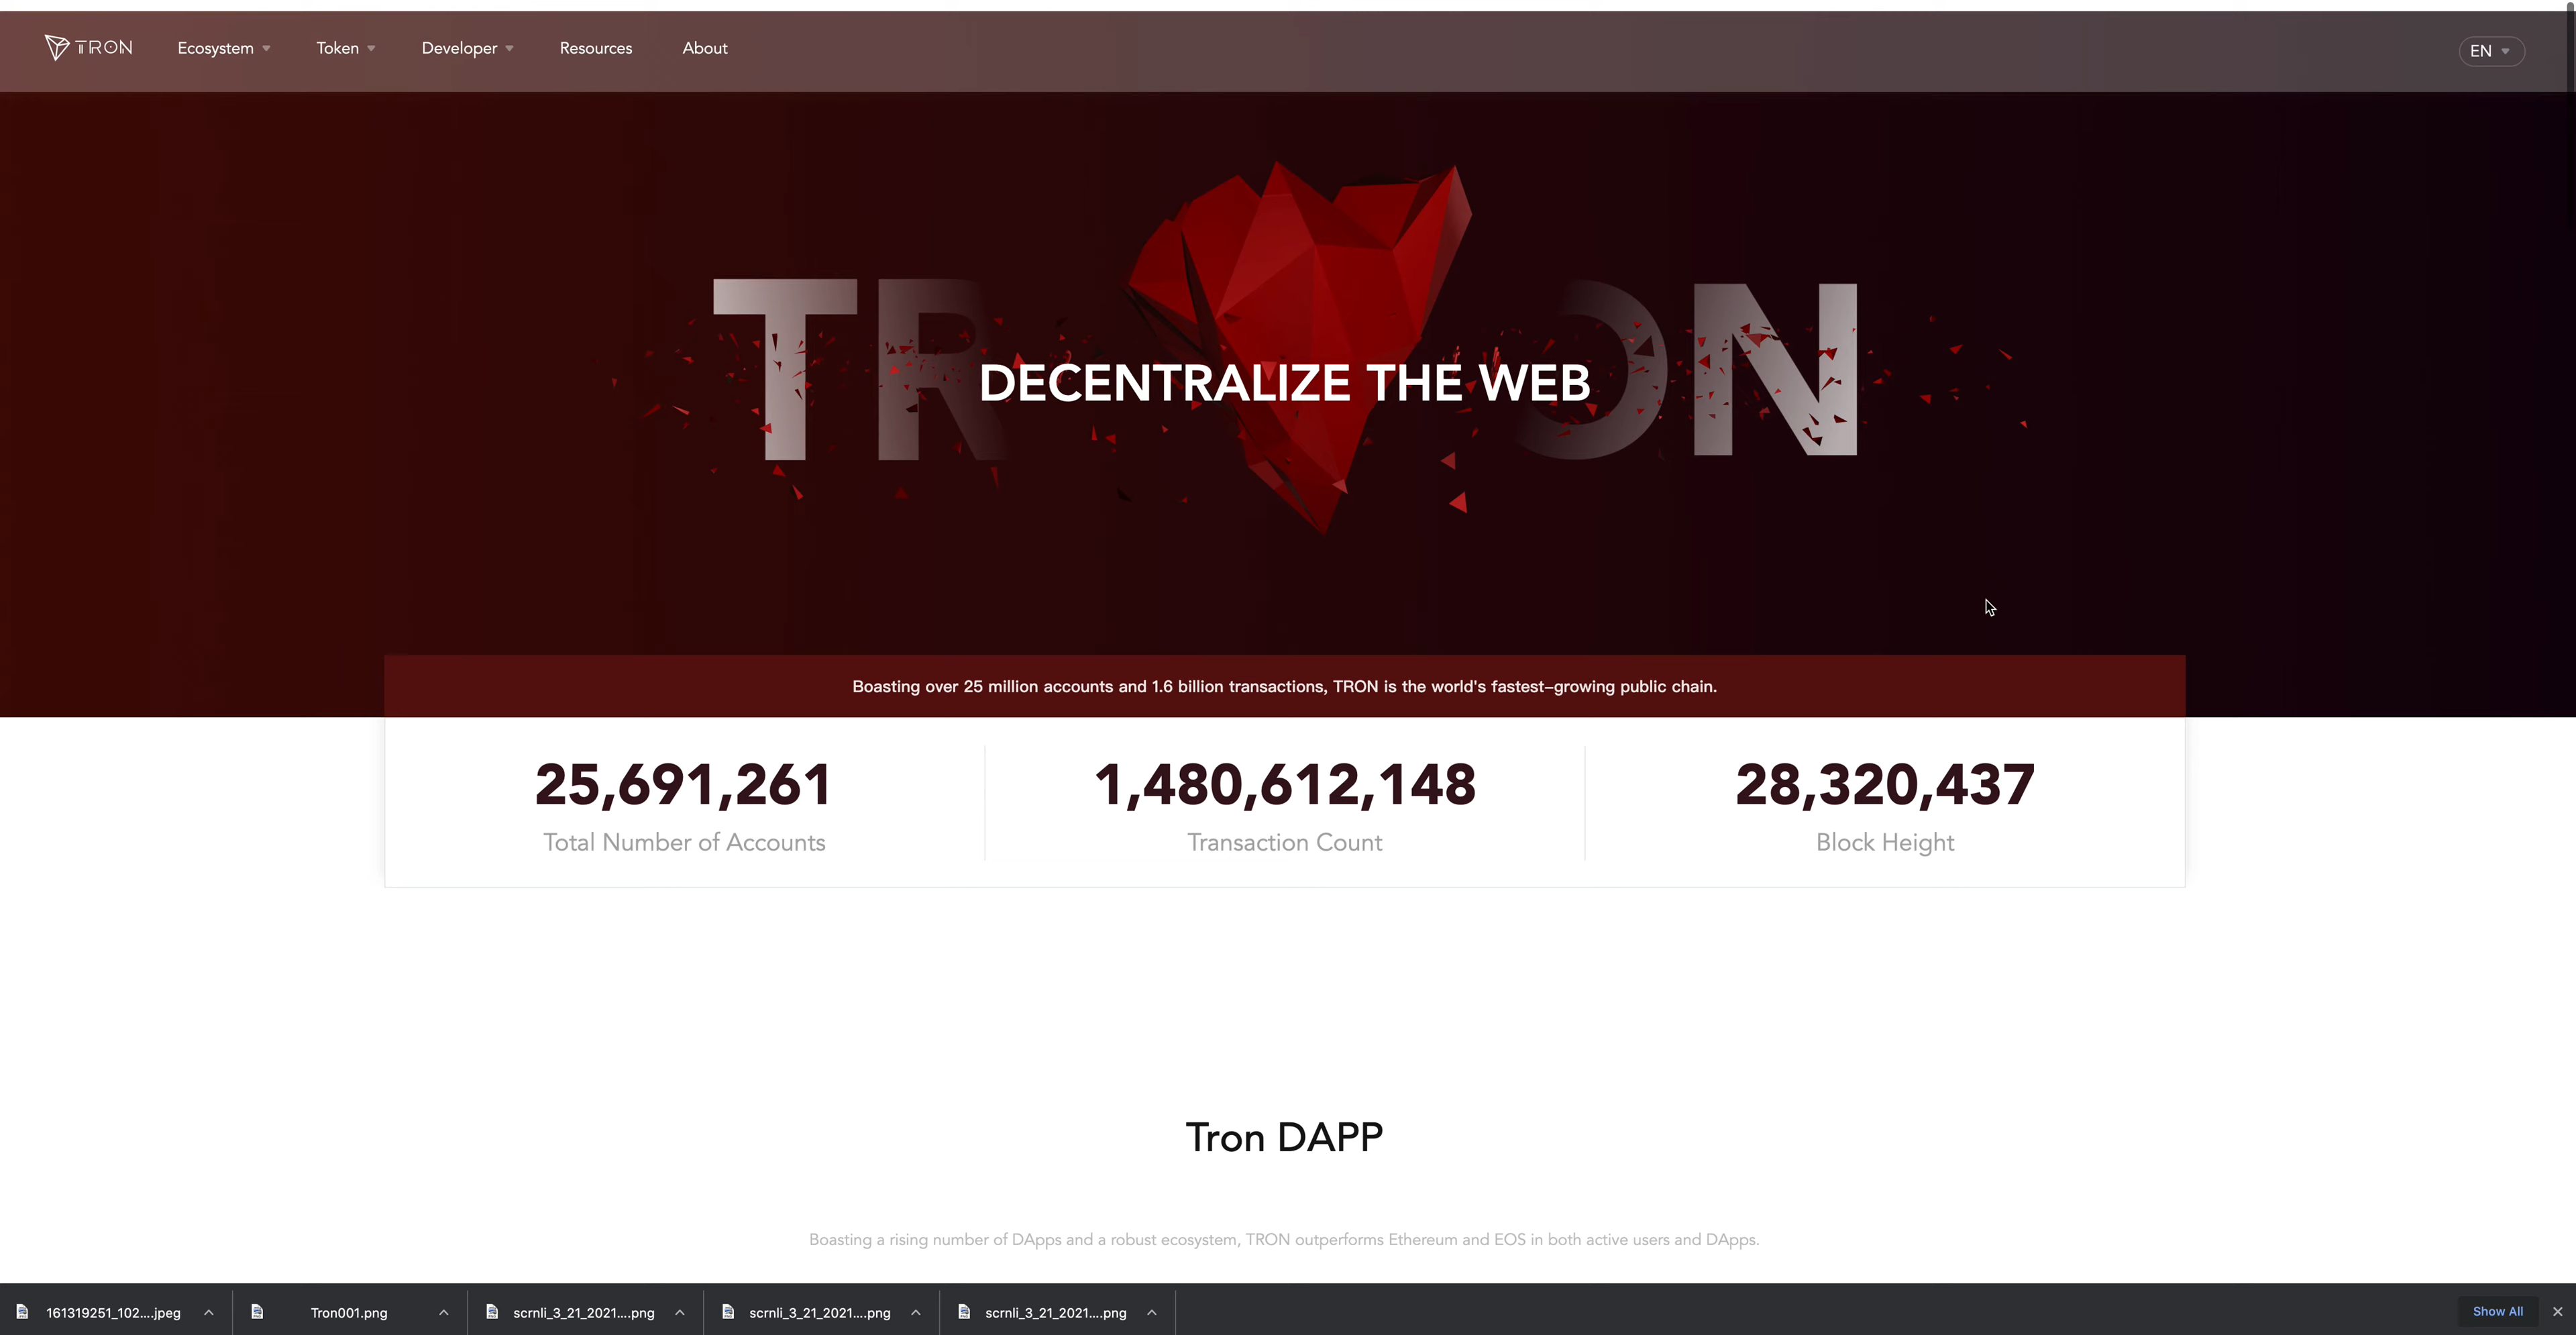 TRON
Ecosystem
Token
Developer
Resources
About
EN
TRON
DECENTRALIZE THE WEB
Boasting over 25 million accounts and 1.6 billion transactions, TRON is the world's fastest-growing public chain.
25,691,261
Total Number of Accounts
1,480,612,148
Transaction Count
28,320,437
Block Height
Tron DAPP
Boasting a rising number of DApps and a robust ecosystem, TRON outperforms Ethereum and EOS in both active users and DApps.
161319251_102....jpeg
Tron001.png
scrnli_3_21_2021....png
scrnli_3_21_2021....png
scrnli_3_21_2021....png
Show All